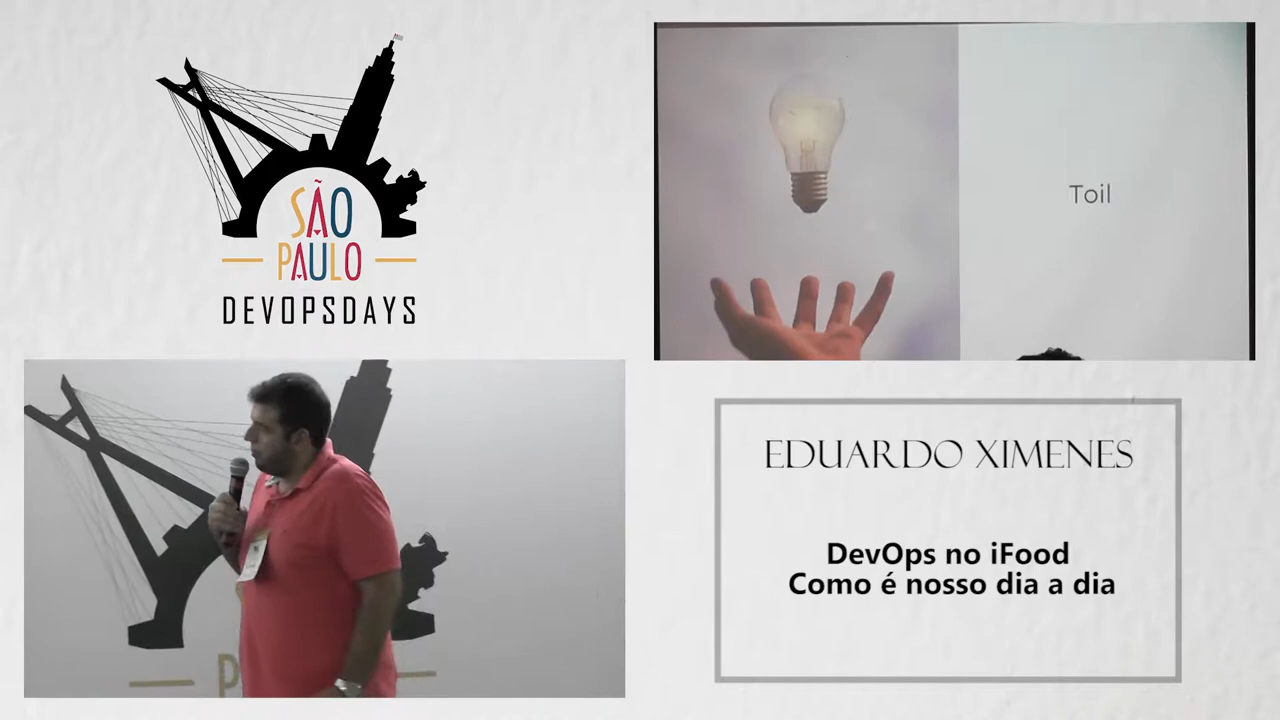 SÃO
PAULO
DEVOPSDAYS
Toil
P
EDUARDO XIMENES
DevOps no iFood
Como é nosso dia a dia